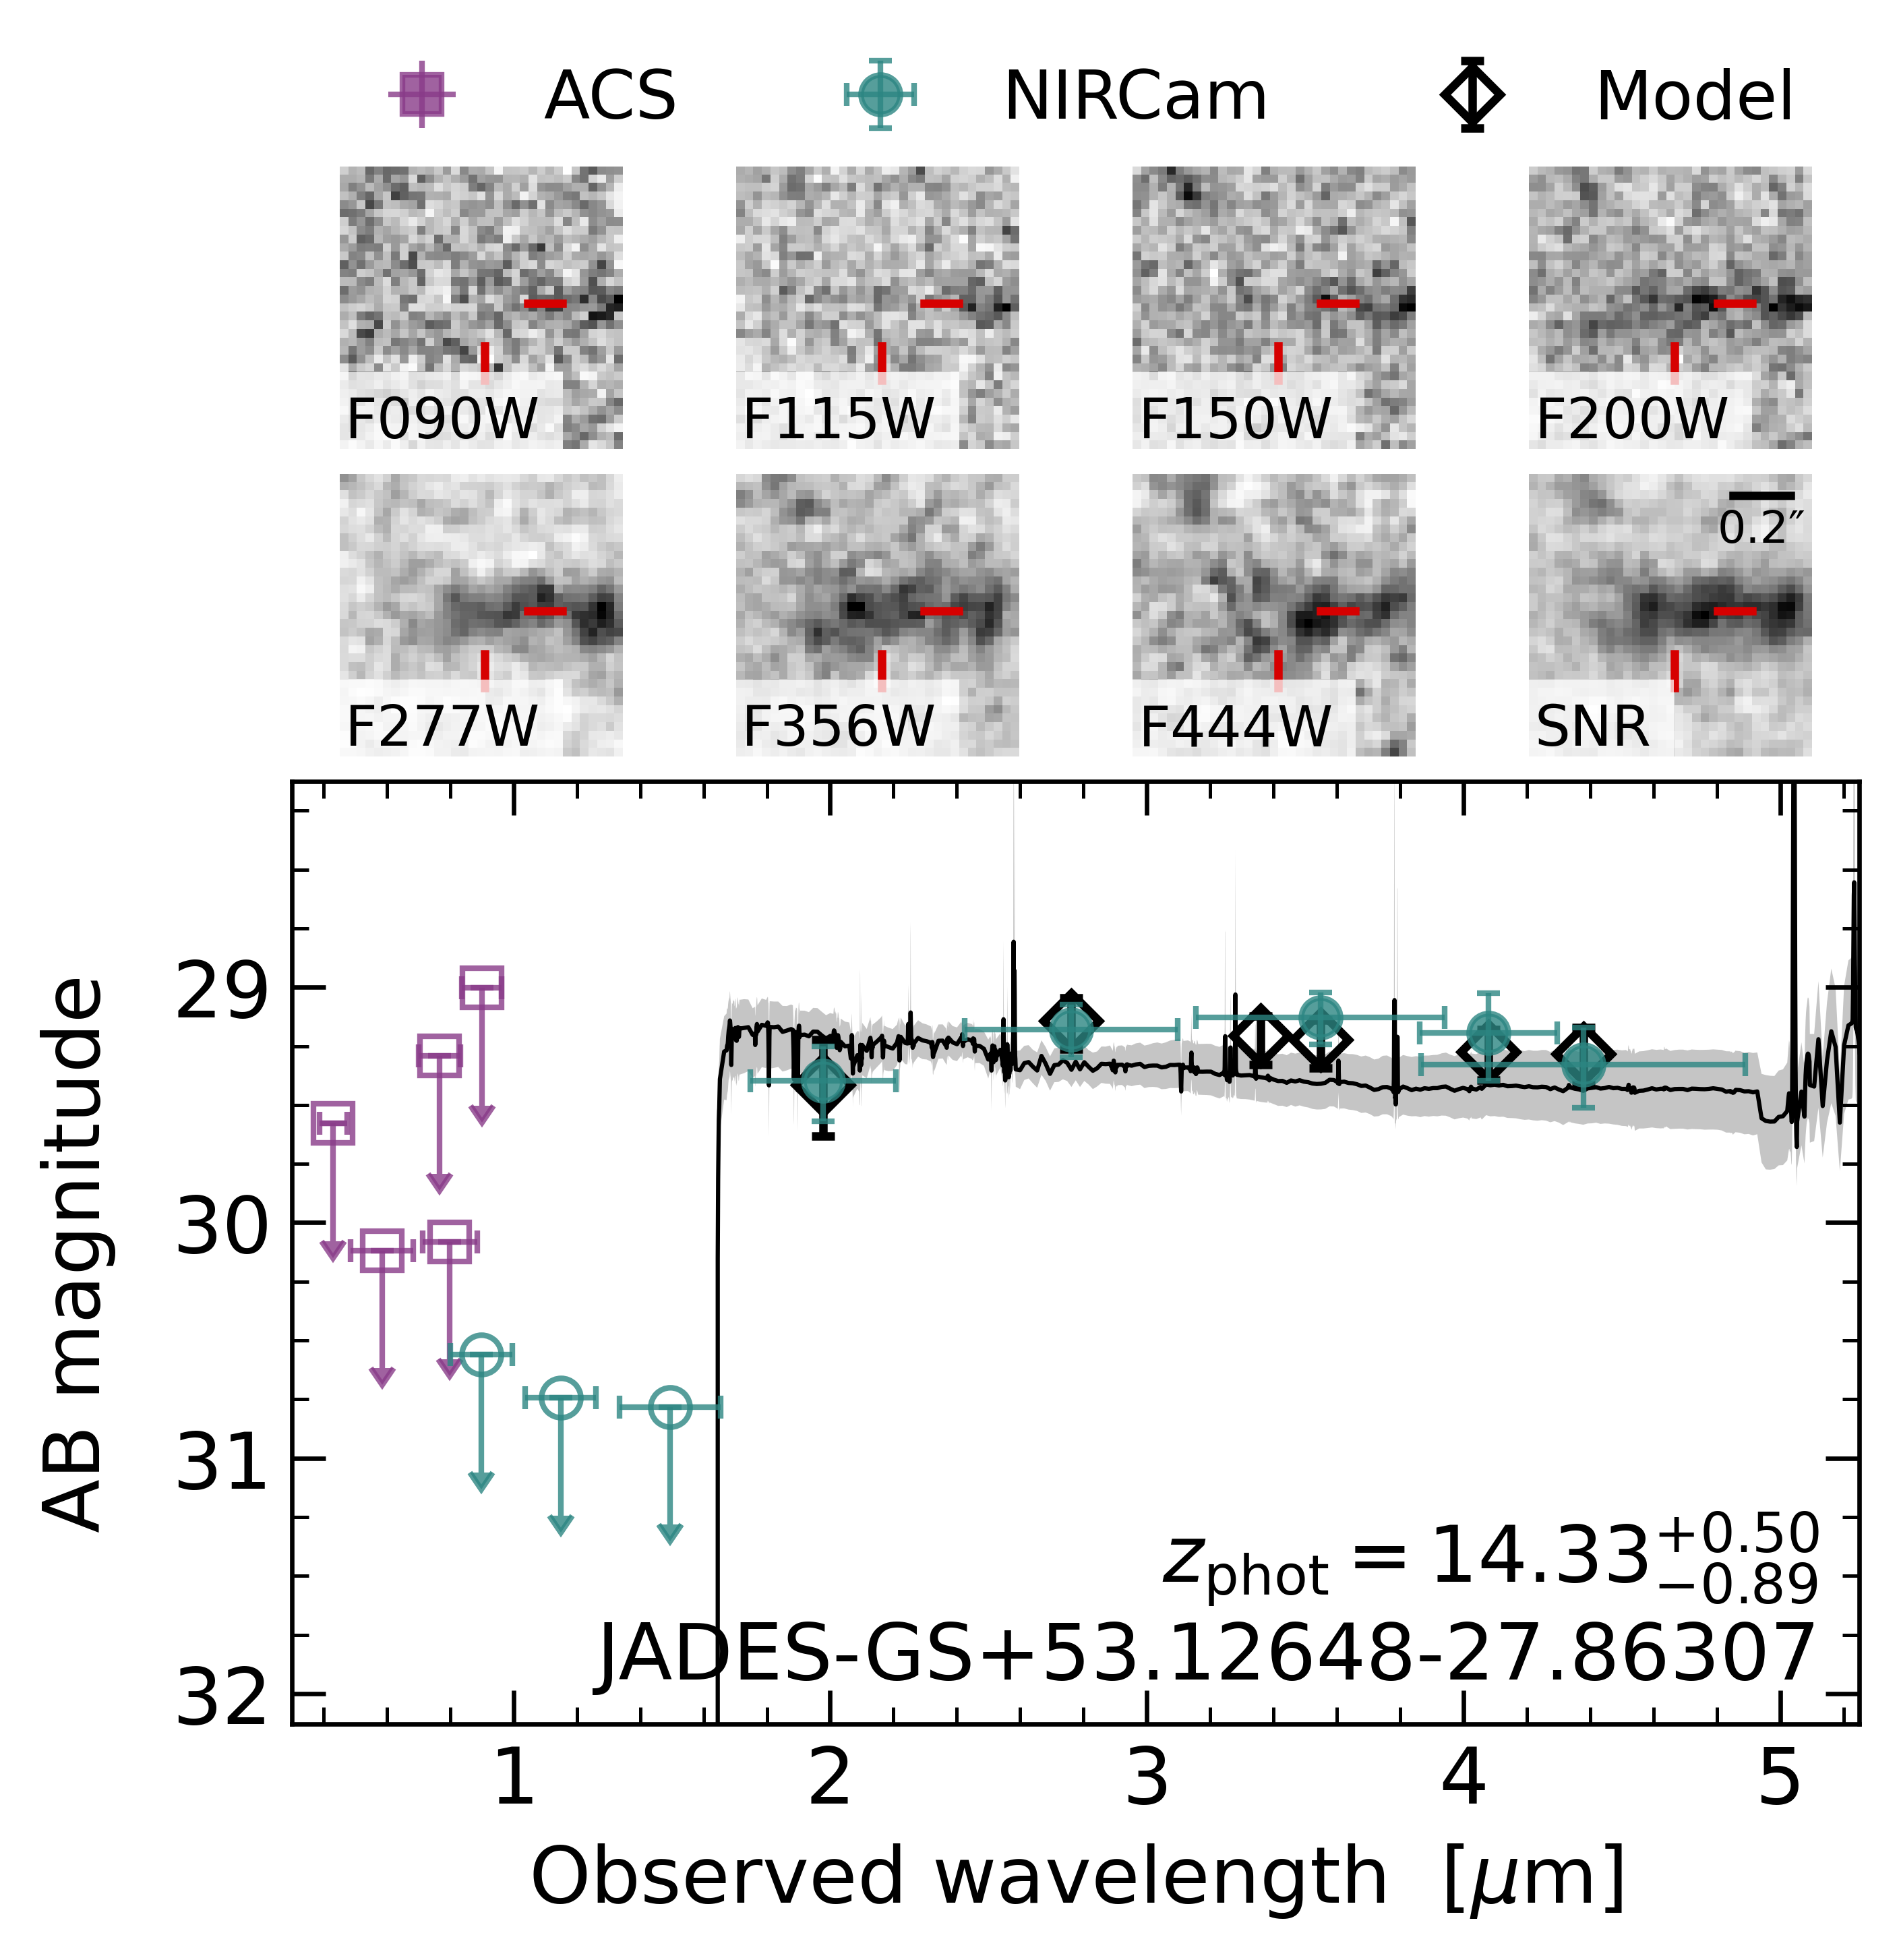 ACS NIRCam Model
F090W F115W F150W F200W
0.2″
F277W F356W F444W SNR
AB magnitude
29
30
31
32
z_phot = 14.33 +0.50 −0.89
JADES-GS+53.12648-27.86307
1 2 3 4 5
Observed wavelength [μm]